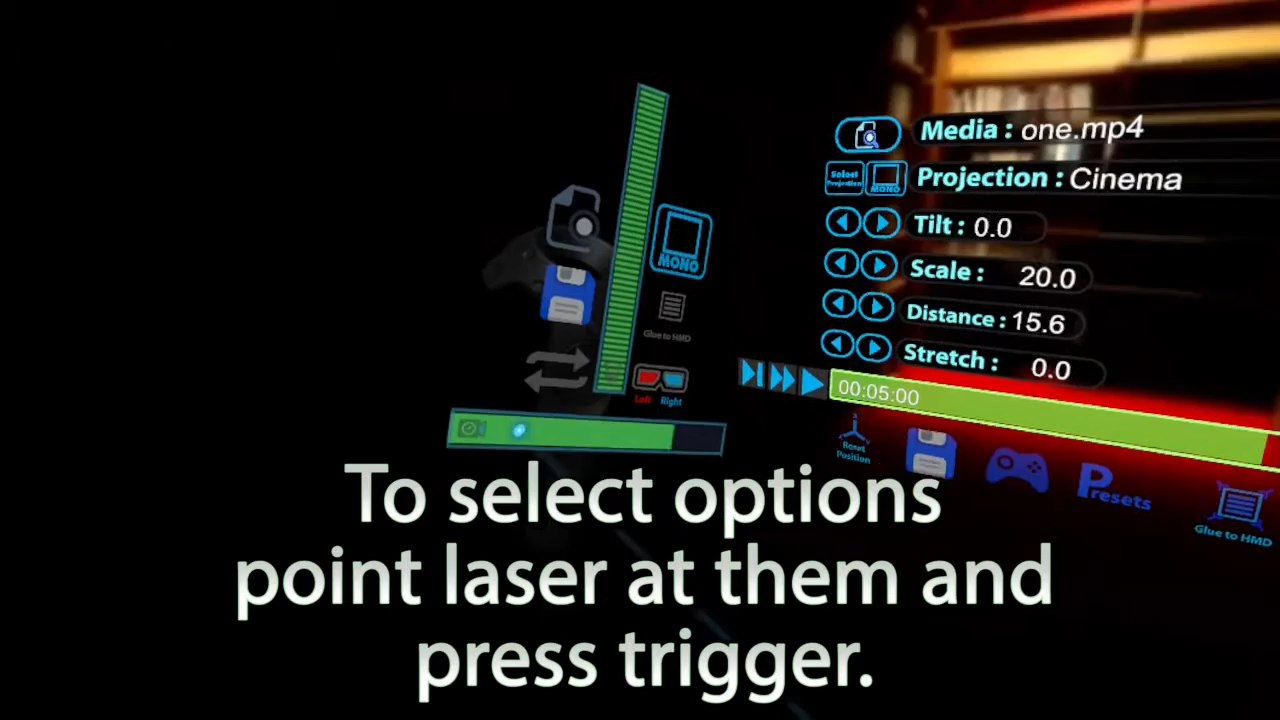 Media : one.mp4
Select Projection
MONO
Projection : Cinema
Tilt : 0.0
Scale : 20.0
Distance : 15.6
Stretch : 0.0
MONO
Glue to HMD
Left Right
00:05:00
Reset Position
Presets
Glue to HMD
To select options
point laser at them and
press trigger.